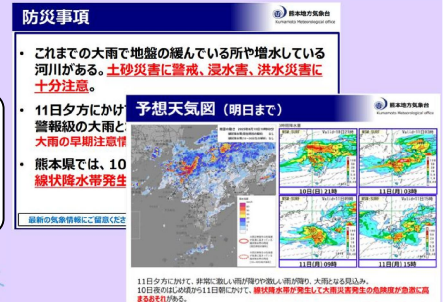 防災事項
熊本地方気象台
Kumamoto Meteorological office
• これまでの大雨で地盤の緩んでいる所や増水している
河川がある。土砂災害に警戒、浸水害、洪水災害に
十分注意。
• 11日夕方にかけ
警報級の大雨と
大雨の早期注意情
• 熊本県では、10
線状降水帯発生
最新の気象情報にご留意くださ
予想天気図（明日まで）
熊本地方気象台
Kumamoto Meteorological office
10日(日)21時
11日(月)03時
11日(月)09時
11日(月)15時
11日夕方にかけて、非常に激しい雨が降りや激しい雨が降り、大雨となる見込み。
10日夜のはじめ頃から11日朝にかけて、線状降水帯が発生して大雨災害発生の危険度が急激に高
まるおそれがある。